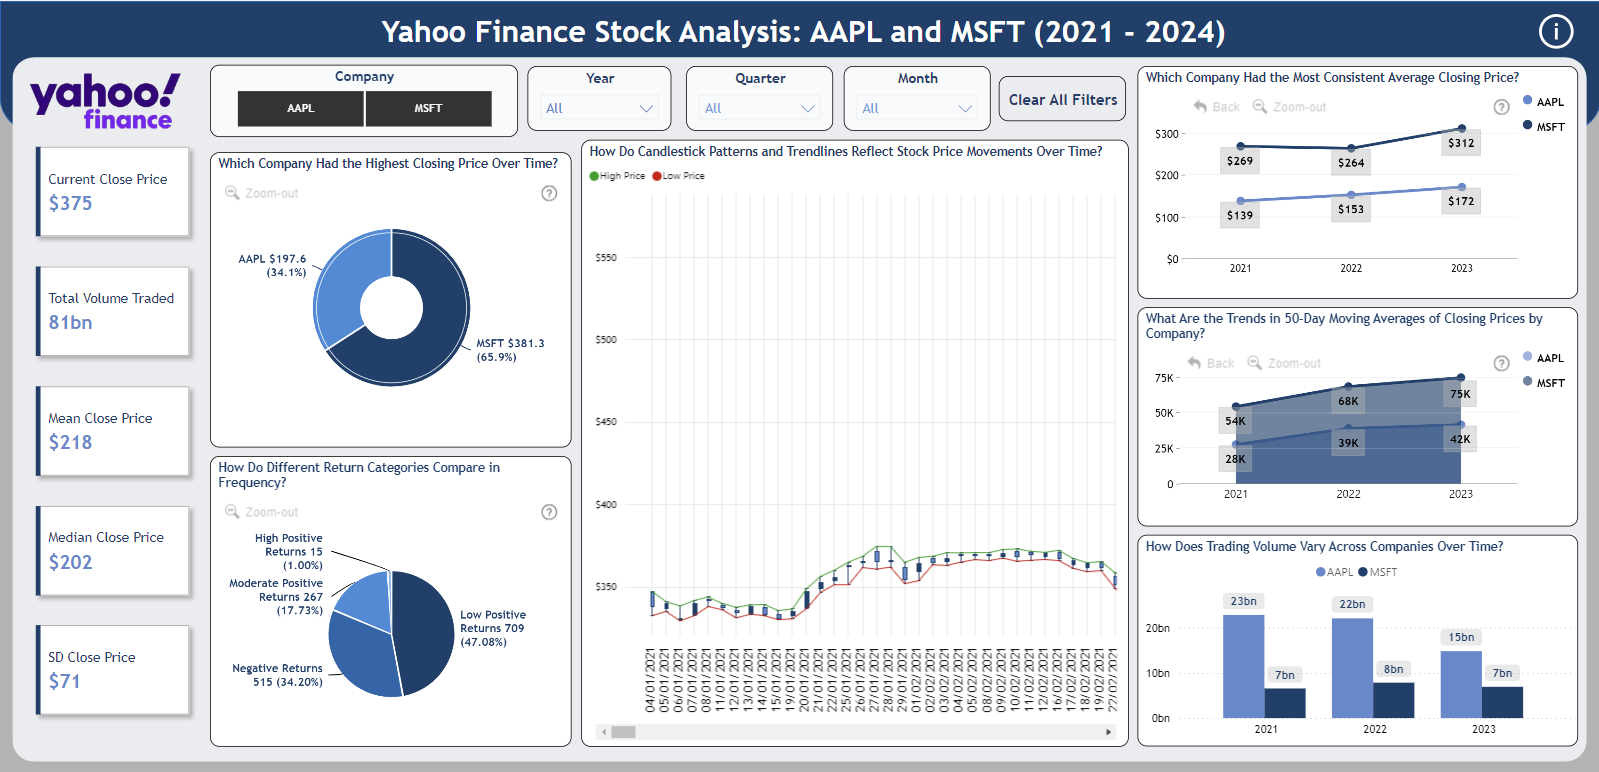 Yahoo Finance Stock Analysis: AAPL and MSFT (2021 - 2024)
i
yahoo!
finance
Company
AAPL
MSFT
Year
All
Quarter
All
Month
All
Clear All Filters
Current Close Price
$375
Total Volume Traded
81bn
Mean Close Price
$218
Median Close Price
$202
SD Close Price
$71
Which Company Had the Highest Closing Price Over Time?
Zoom-out
?
AAPL $197.6
(34.1%)
MSFT $381.3
(65.9%)
How Do Different Return Categories Compare in
Frequency?
Zoom-out
?
High Positive
Returns 15
(1.00%)
Moderate Positive
Returns 267
(17.73%)
Low Positive
Returns 709
(47.08%)
Negative Returns
515 (34.20%)
How Do Candlestick Patterns and Trendlines Reflect Stock Price Movements Over Time?
High Price
Low Price
$550
$500
$450
$400
$350
04/01/2021
05/01/2021
06/01/2021
07/01/2021
08/01/2021
11/01/2021
12/01/2021
13/01/2021
14/01/2021
15/01/2021
19/01/2021
20/01/2021
21/01/2021
22/01/2021
25/01/2021
26/01/2021
27/01/2021
28/01/2021
29/01/2021
01/02/2021
02/02/2021
03/02/2021
04/02/2021
05/02/2021
08/02/2021
09/02/2021
10/02/2021
11/02/2021
12/02/2021
16/02/2021
17/02/2021
18/02/2021
19/02/2021
22/02/2021
Which Company Had the Most Consistent Average Closing Price?
Back
Zoom-out
?
AAPL
MSFT
$300
$200
$100
$0
$269
$264
$312
$139
$153
$172
2021
2022
2023
What Are the Trends in 50-Day Moving Averages of Closing Prices by
Company?
Back
Zoom-out
?
AAPL
MSFT
75K
50K
25K
0
54K
68K
75K
28K
39K
42K
2021
2022
2023
How Does Trading Volume Vary Across Companies Over Time?
AAPL
MSFT
20bn
10bn
0bn
23bn
7bn
22bn
8bn
15bn
7bn
2021
2022
2023